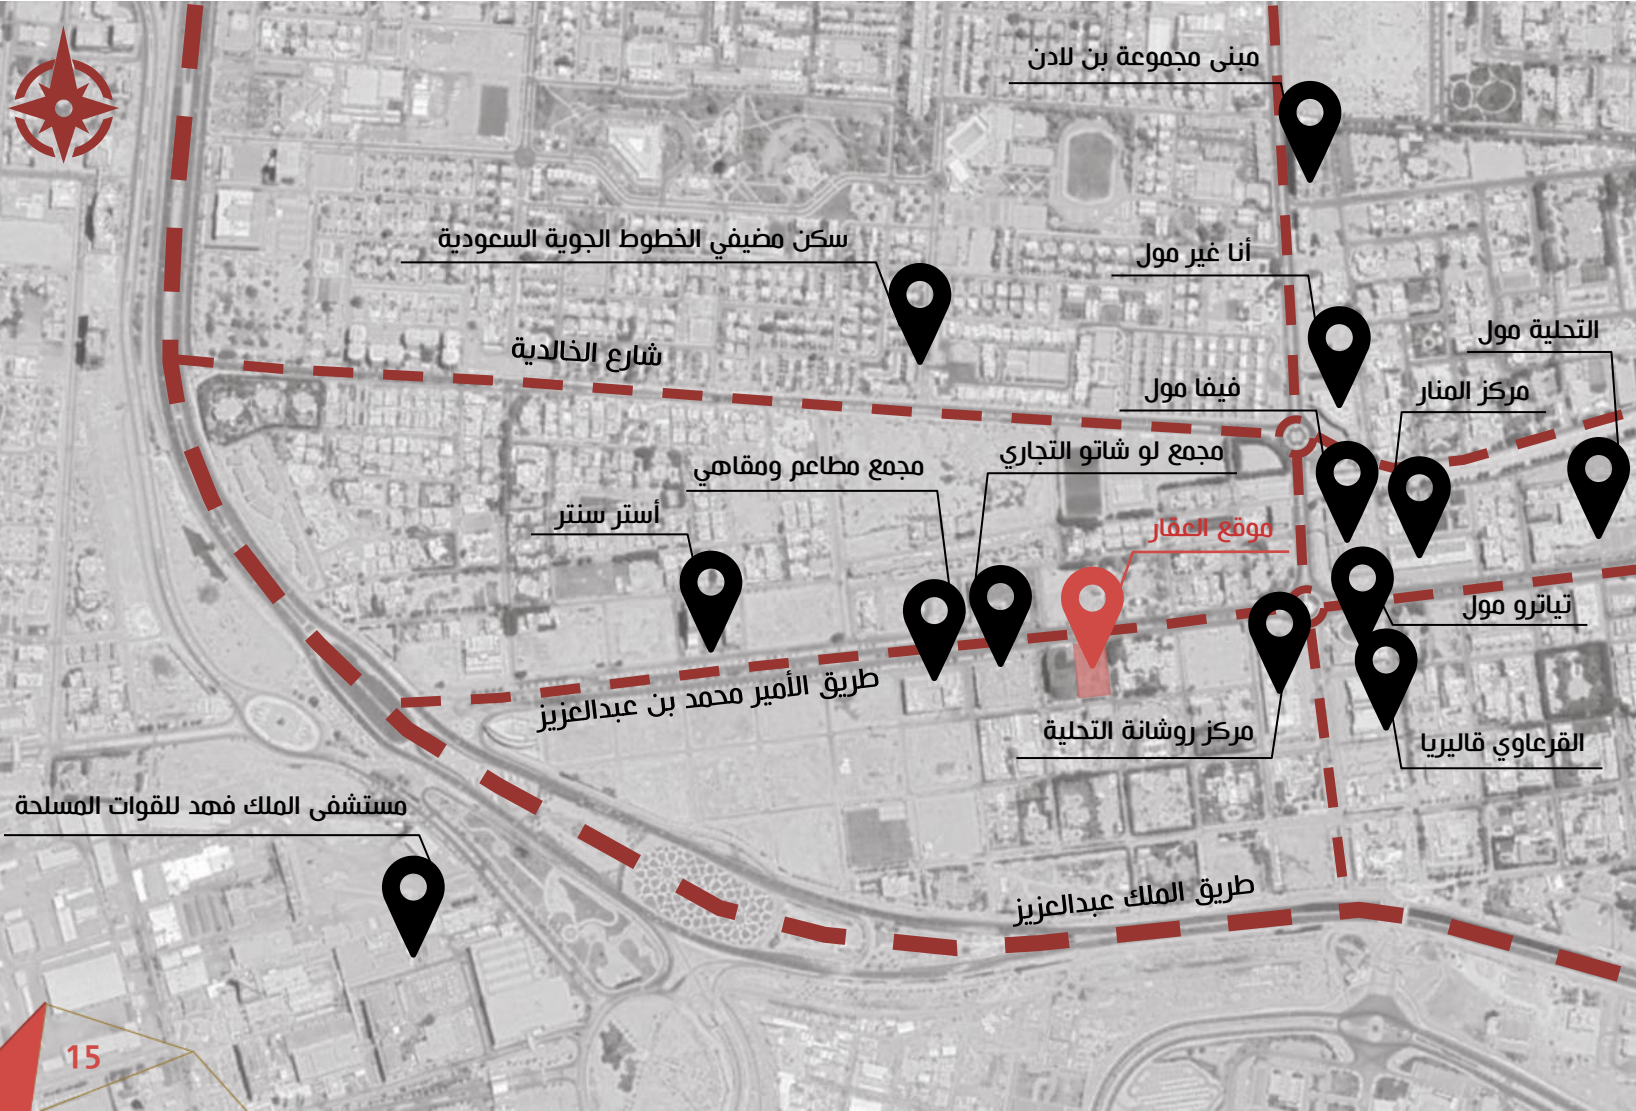 مبنى مجموعة بن لادن
سكن مضيفي الخطوط الجوية السعودية
أنا غير مول
التحلية مول
شارع الخالدية
فيفا مول
مركز المنار
مجمع لو شاتو التجاري
مجمع مطاعم ومقاهي
أستر سنتر
موقع العقار
تياترو مول
طريق الأمير محمد بن عبدالعزيز
مركز روشانة التحلية
القرعاوي قاليريا
مستشفى الملك فهد للقوات المسلحة
طريق الملك عبدالعزيز
15